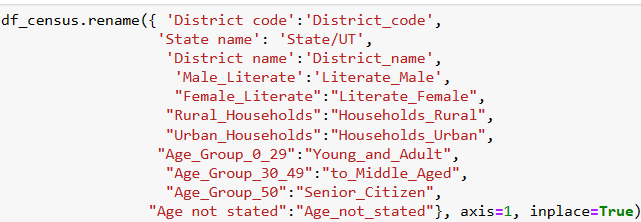 df_census.rename({ 'District code':'District_code',
'State name': 'State/UT',
'District name':'District_name',
'Male_Literate':'Literate_Male',
"Female_Literate":"Literate_Female",
"Rural_Households":"Households_Rural",
"Urban_Households":"Households_Urban",
"Age_Group_0_29":"Young_and_Adult",
"Age_Group_30_49":"to_Middle_Aged",
"Age_Group_50":"Senior_Citizen",
"Age not stated":"Age_not_stated"}, axis=1, inplace=True)